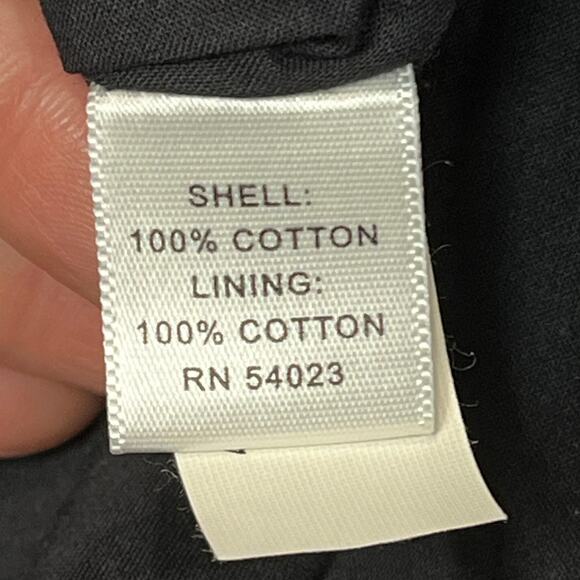 SHELL:
100% COTTON
LINING:
100% COTTON
RN 54023